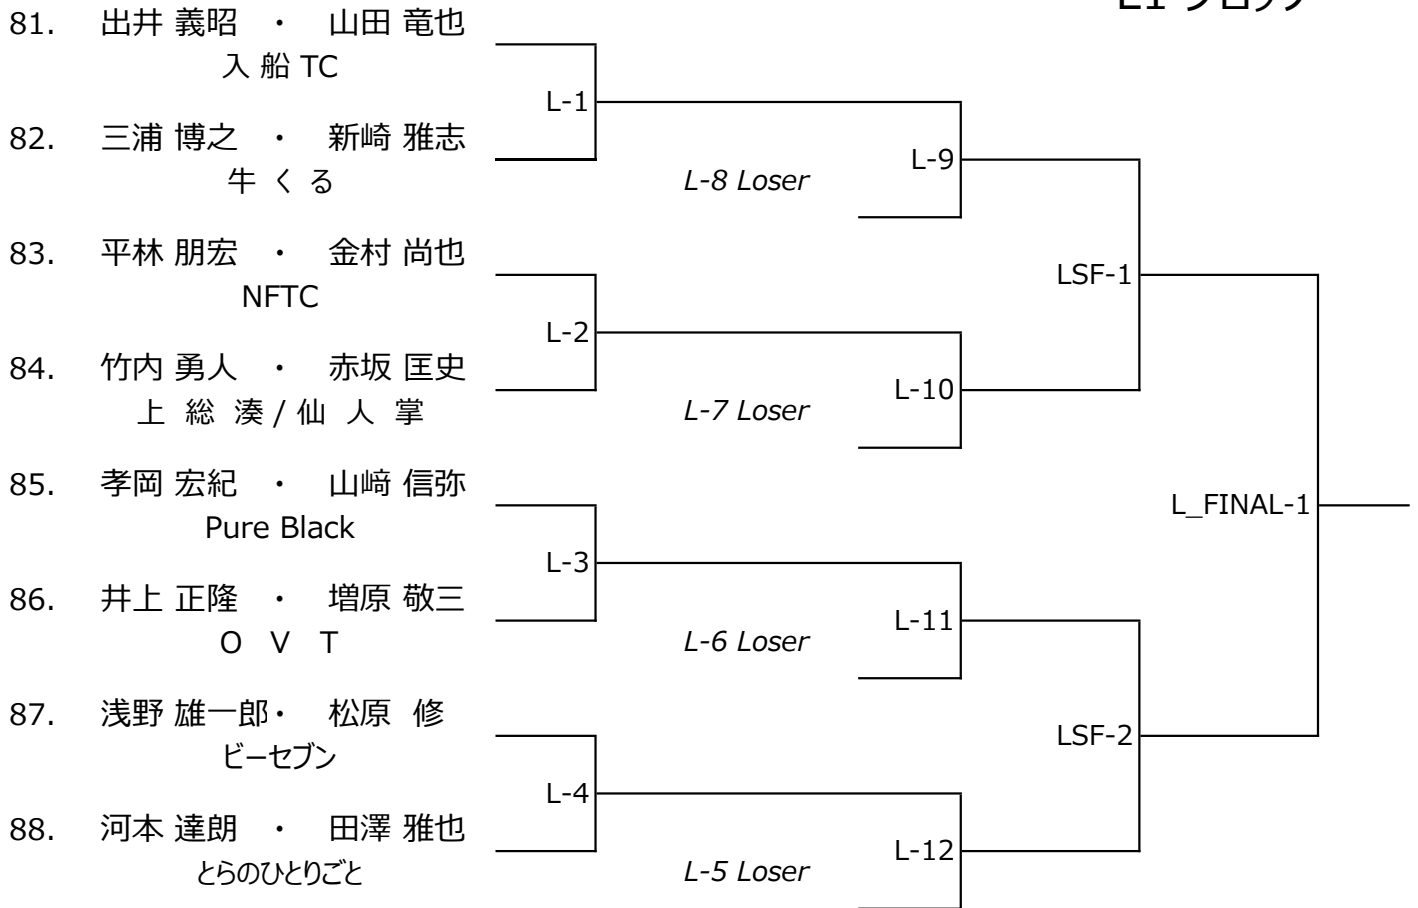 L1 ブロック
81. 出井 義昭 ・ 山田 竜也
入 船 TC
L-1
82. 三浦 博之 ・ 新崎 雅志
牛 く る
L-8 Loser
L-9
83. 平林 朋宏 ・ 金村 尚也
NFTC
LSF-1
L-2
84. 竹内 勇人 ・ 赤坂 匡史
上 総 湊 / 仙 人 掌
L-7 Loser
L-10
85. 孝岡 宏紀 ・ 山﨑 信弥
Pure Black
L_FINAL-1
L-3
86. 井上 正隆 ・ 増原 敬三
O V T
L-6 Loser
L-11
87. 浅野 雄一郎・ 松原 修
ビーセブン
LSF-2
L-4
88. 河本 達朗 ・ 田澤 雅也
とらのひとりごと
L-5 Loser
L-12